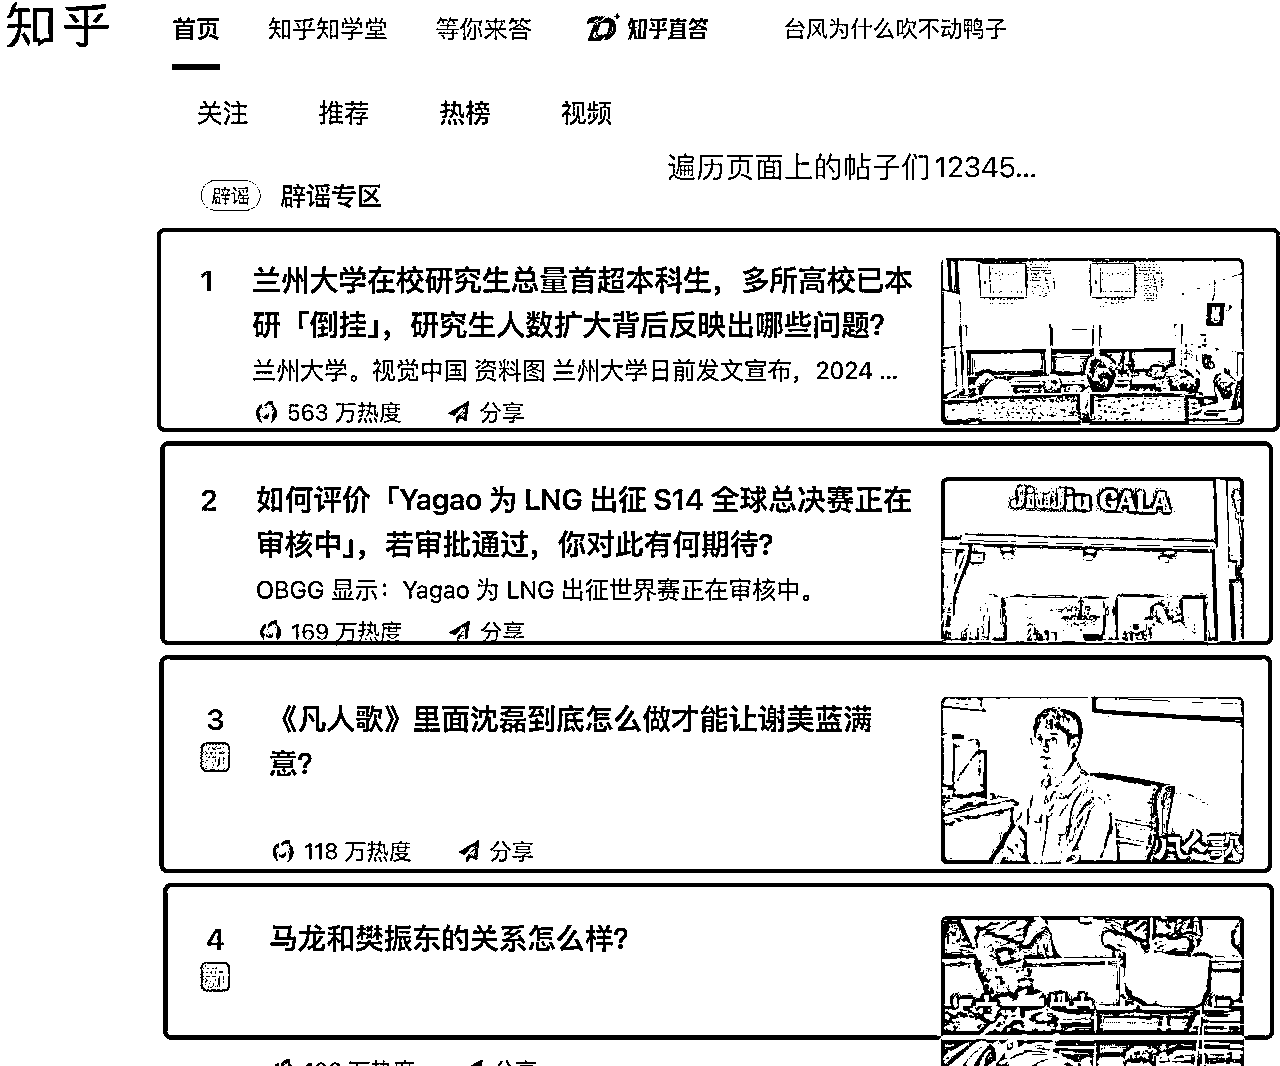 知乎
首页 知乎知学堂 等你来答 知乎直答 台风为什么吹不动鸭子
关注 推荐 热榜 视频
遍历页面上的帖子们12345...
辟谣 辟谣专区
1 兰州大学在校研究生总量首超本科生，多所高校已本
研「倒挂」，研究生人数扩大背后反映出哪些问题？
兰州大学。视觉中国 资料图 兰州大学日前发文宣布，2024 ...
563 万热度 分享
2 如何评价「Yagao 为 LNG 出征 S14 全球总决赛正在
审核中」，若审批通过，你对此有何期待？
OBGG 显示：Yagao 为 LNG 出征世界赛正在审核中。
169 万热度 分享
JiuJiu GALA
3 《凡人歌》里面沈磊到底怎么做才能让谢美蓝满
新 意？
118 万热度 分享
凡人歌
4 马龙和樊振东的关系怎么样？
新